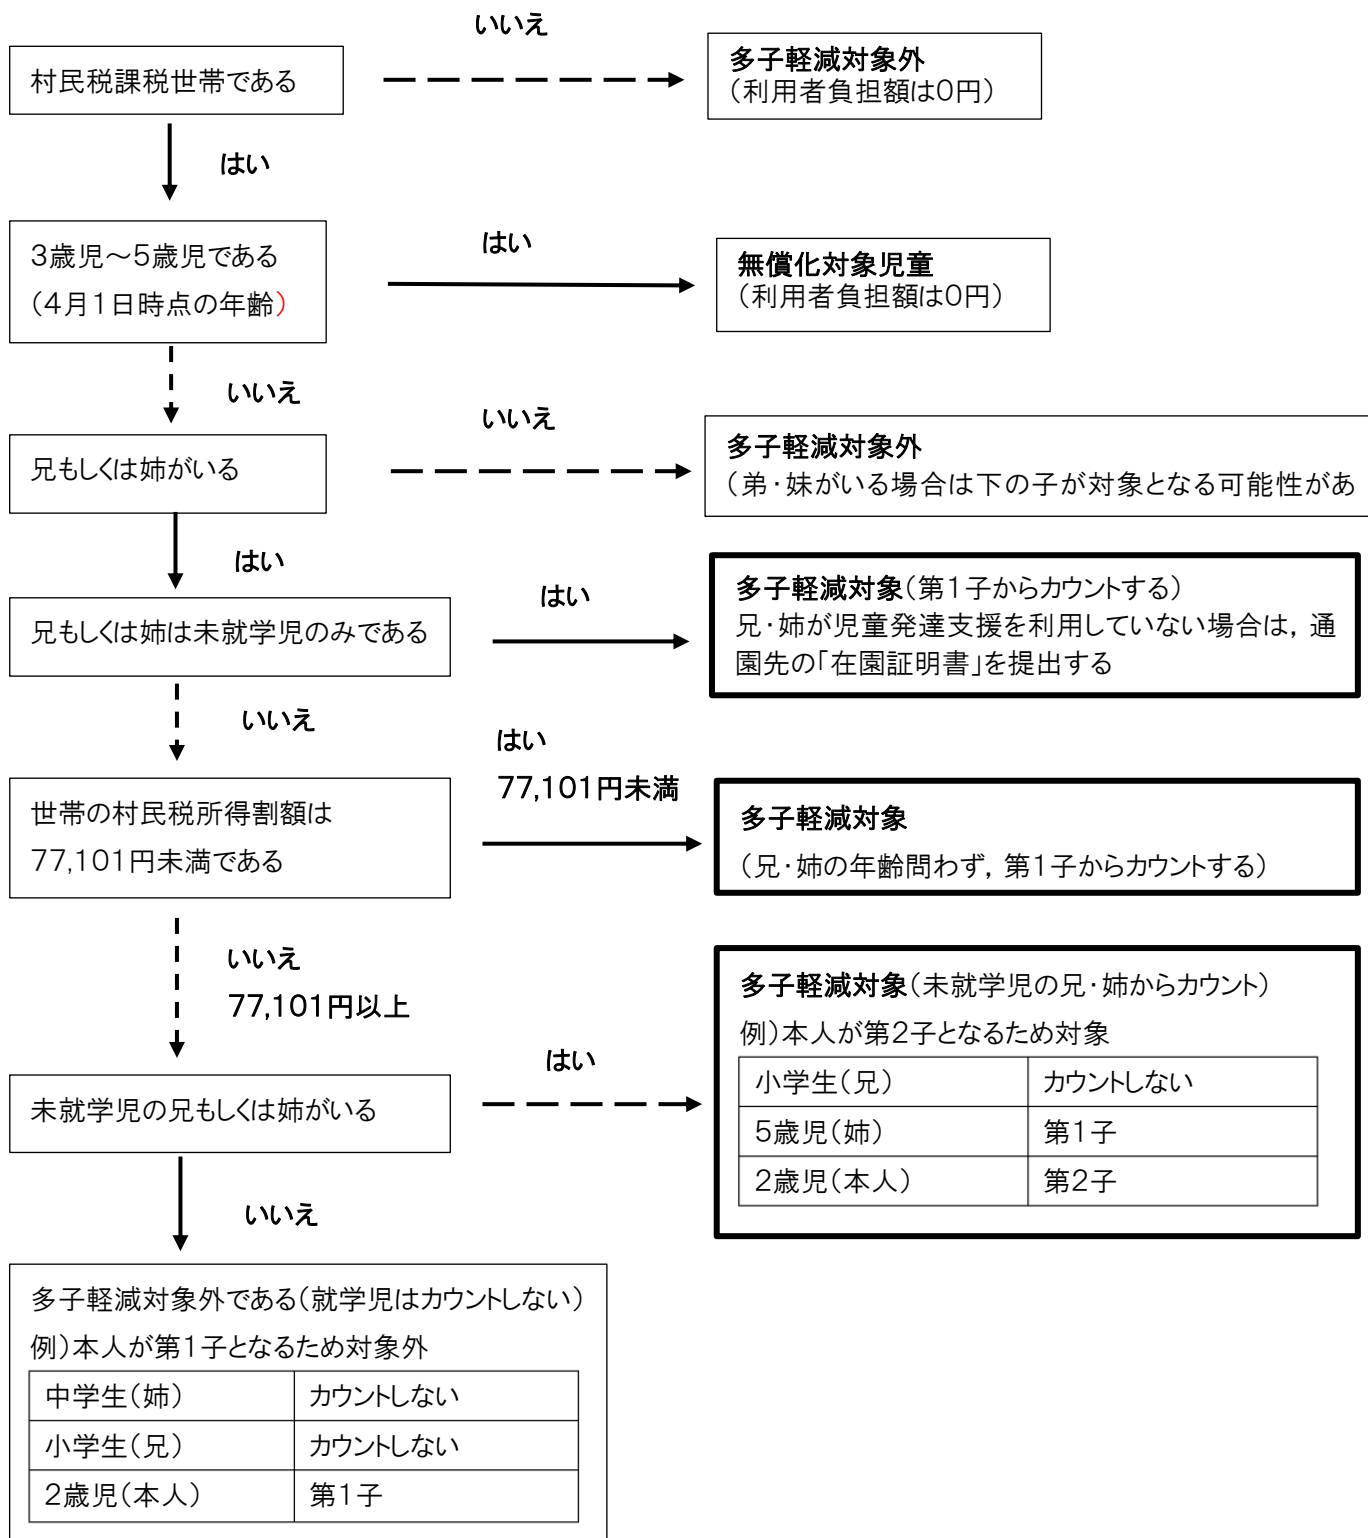 いいえ
村民税課税世帯である
多子軽減対象外
（利用者負担額は0円）
はい
3歳児～5歳児である
（4月1日時点の年齢）
はい
無償化対象児童
（利用者負担額は0円）
いいえ
いいえ
兄もしくは姉がいる
多子軽減対象外
（弟・妹がいる場合は下の子が対象となる可能性があ
はい
はい
兄もしくは姉は未就学児のみである
多子軽減対象（第1子からカウントする）
兄・姉が児童発達支援を利用していない場合は，通
園先の「在園証明書」を提出する
いいえ
はい
77,101円未満
世帯の村民税所得割額は
77,101円未満である
多子軽減対象
（兄・姉の年齢問わず，第1子からカウントする）
いいえ
77,101円以上
はい
未就学児の兄もしくは姉がいる
多子軽減対象（未就学児の兄・姉からカウント）
例）本人が第2子となるため対象
小学生（兄） カウントしない
5歳児（姉） 第1子
2歳児（本人） 第2子
いいえ
多子軽減対象外である（就学児はカウントしない）
例）本人が第1子となるため対象外
中学生（姉） カウントしない
小学生（兄） カウントしない
2歳児（本人） 第1子